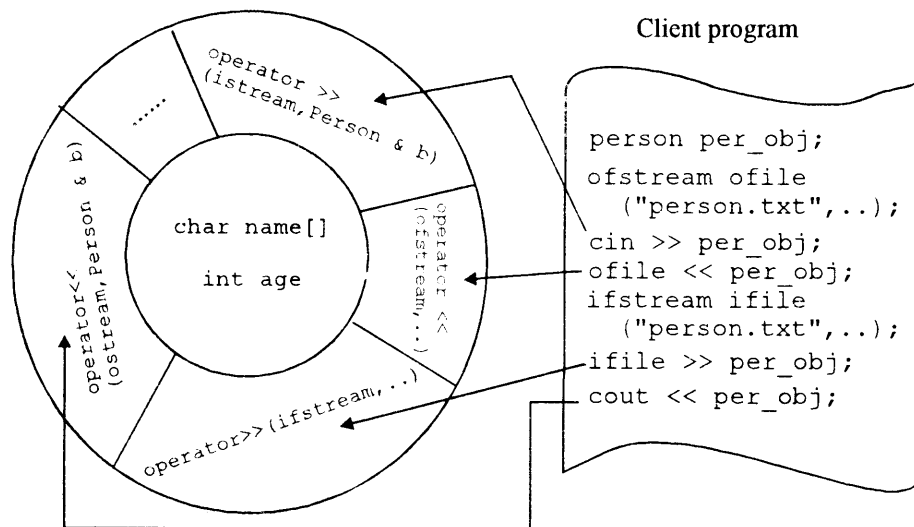 Client program
operator >>
(istream,Person & b)
......
operator<<
(ostream,Person & b)
char name[]
int age
operator <<
(ofstream,..)
operator>>(ifstream,..)
person per_obj;
ofstream ofile
("person.txt",..);
cin >> per_obj;
ofile << per_obj;
ifstream ifile
("person.txt",..);
ifile >> per_obj;
cout << per_obj;